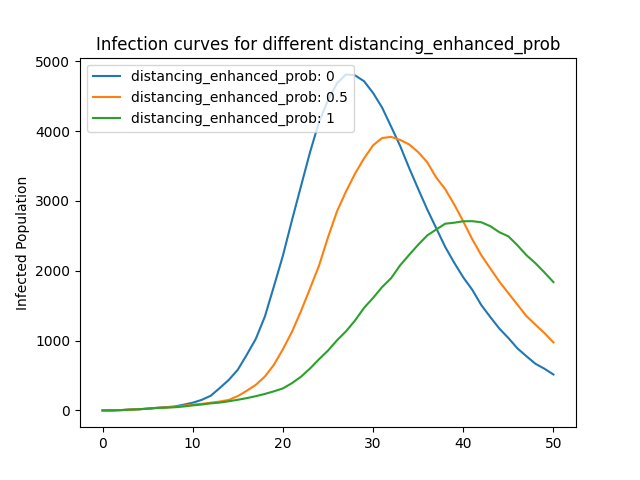 Infection curves for different distancing_enhanced_prob
distancing_enhanced_prob: 0
distancing_enhanced_prob: 0.5
distancing_enhanced_prob: 1
Infected Population
5000
4000
3000
2000
1000
0
0 10 20 30 40 50